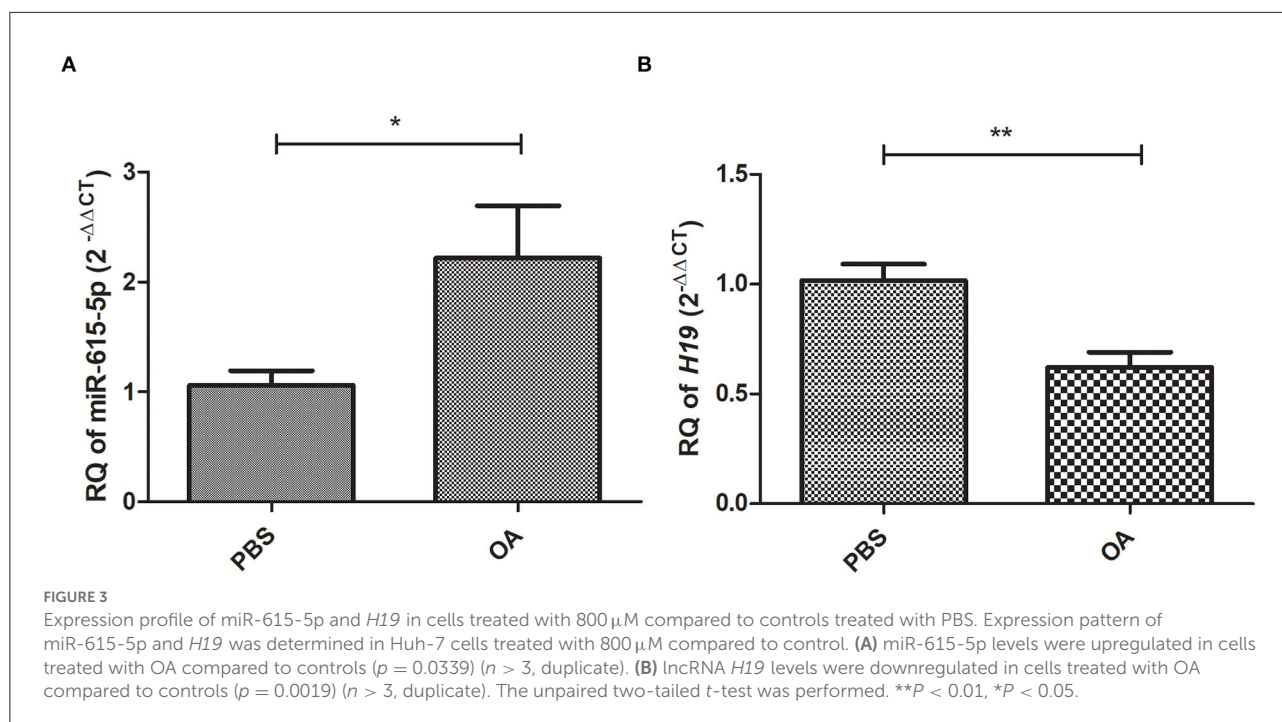 A
*
RQ of miR-615-5p (2 -ΔΔCT)
3
2
1
0
PBS
OA
B
**
RQ of H19 (2-ΔΔCT)
1.5
1.0
0.5
0.0
PBS
OA
FIGURE 3
Expression profile of miR-615-5p and H19 in cells treated with 800 μM compared to controls treated with PBS. Expression pattern of
miR-615-5p and H19 was determined in Huh-7 cells treated with 800 μM compared to control. (A) miR-615-5p levels were upregulated in cells
treated with OA compared to controls (p = 0.0339) (n > 3, duplicate). (B) lncRNA H19 levels were downregulated in cells treated with OA
compared to controls (p = 0.0019) (n > 3, duplicate). The unpaired two-tailed t-test was performed. **P < 0.01, *P < 0.05.